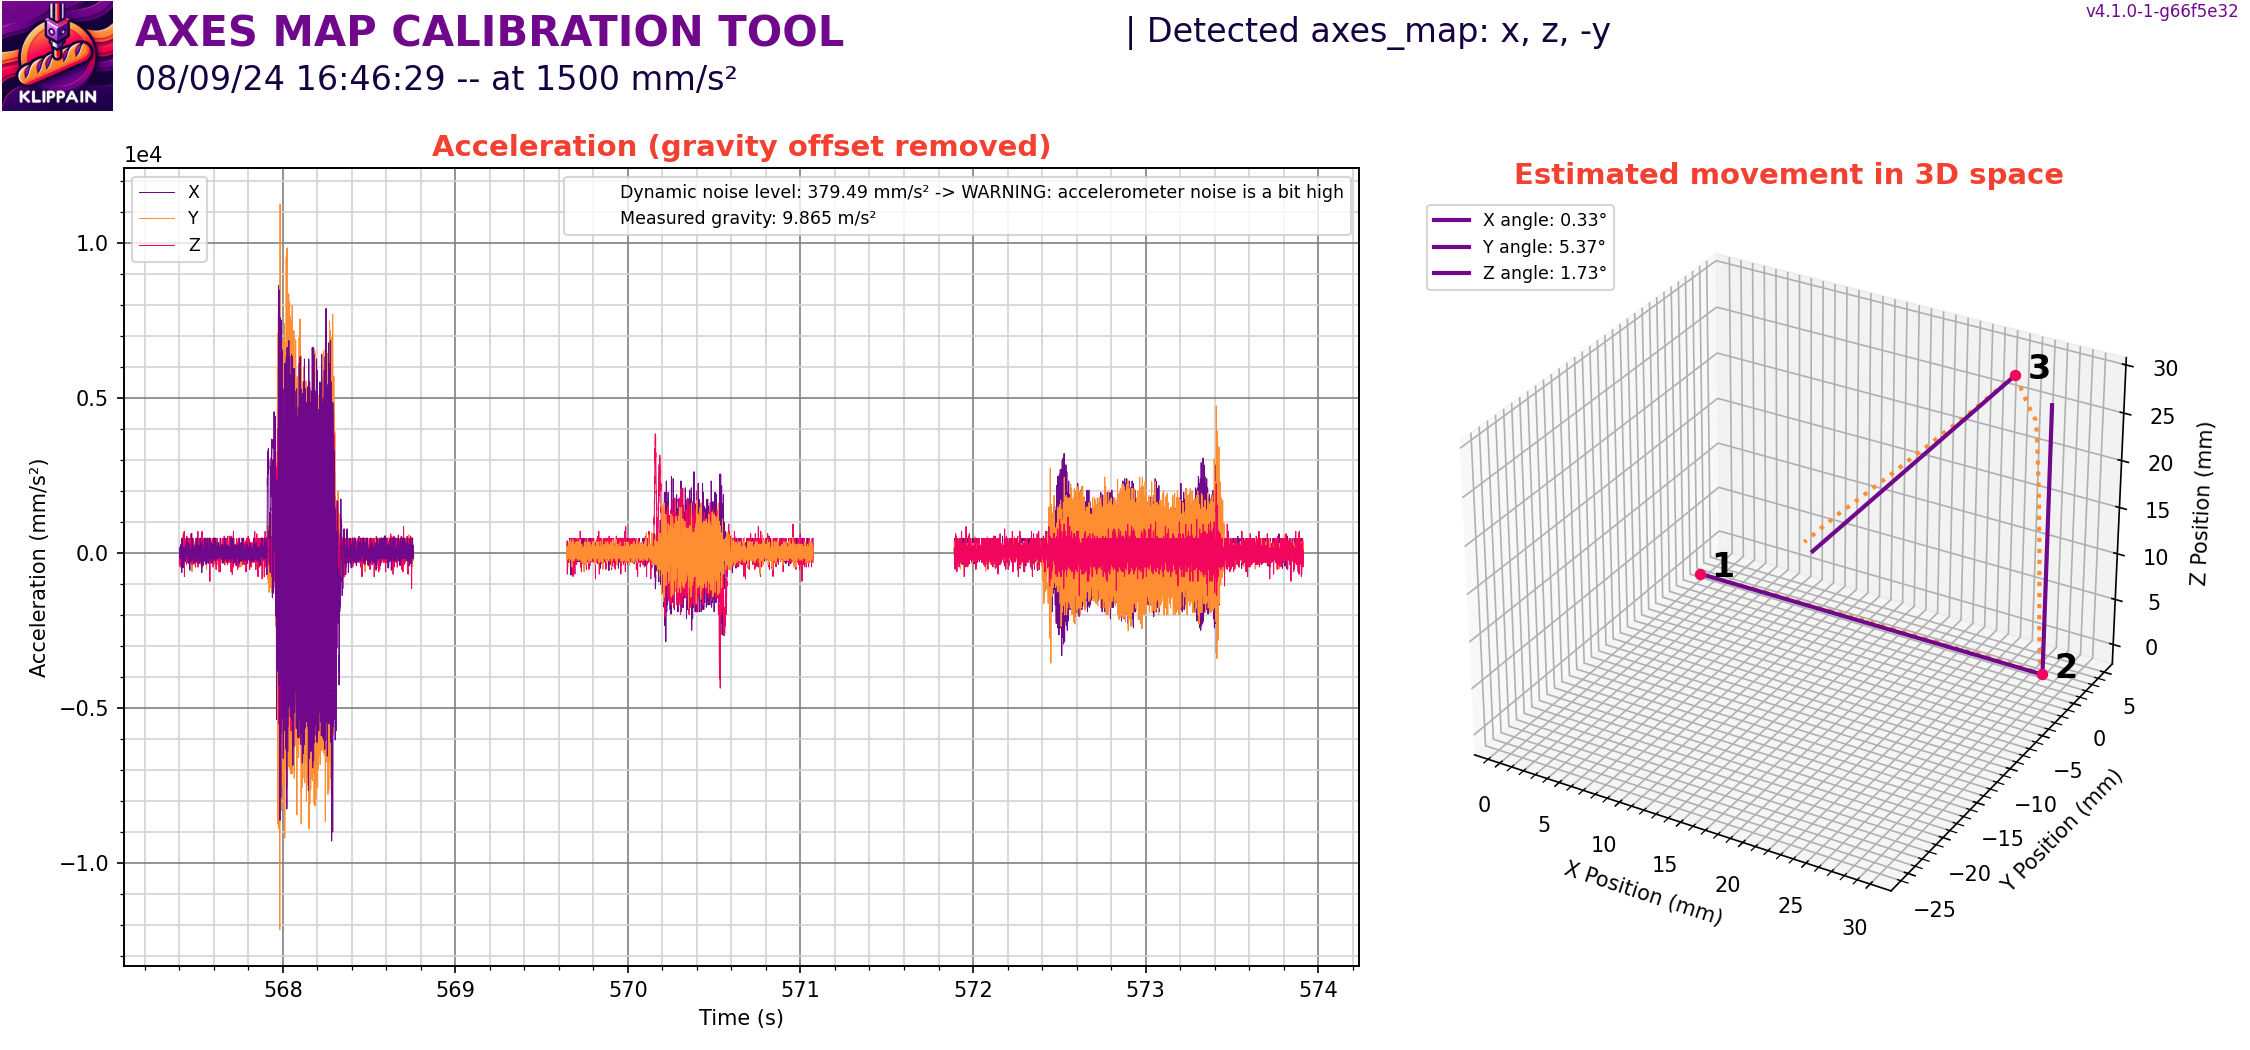 KLIPPAIN
AXES MAP CALIBRATION TOOL
| Detected axes_map: x, z, -y
v4.1.0-1-g66f5e32
08/09/24 16:46:29 -- at 1500 mm/s²
Acceleration (gravity offset removed)
1e4
X
Y
Z
Dynamic noise level: 379.49 mm/s² -> WARNING: accelerometer noise is a bit high
Measured gravity: 9.865 m/s²
1.0
0.5
0.0
−0.5
−1.0
Acceleration (mm/s²)
568
569
570
571
572
573
574
Time (s)
Estimated movement in 3D space
X angle: 0.33°
Y angle: 5.37°
Z angle: 1.73°
1
2
3
30
25
20
15
10
5
0
Z Position (mm)
5
0
−5
−10
−15
−20
−25
Y Position (mm)
0
5
10
15
20
25
30
X Position (mm)